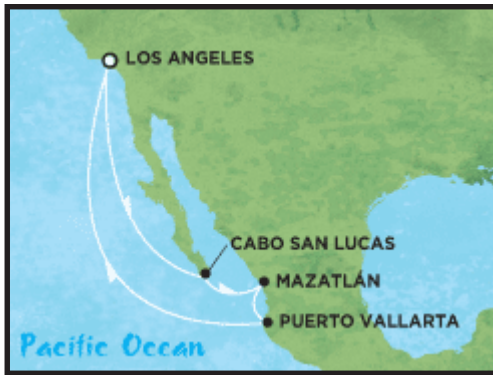 LOS ANGELES
CABO SAN LUCAS
MAZATLÁN
PUERTO VALLARTA
Pacific Ocean